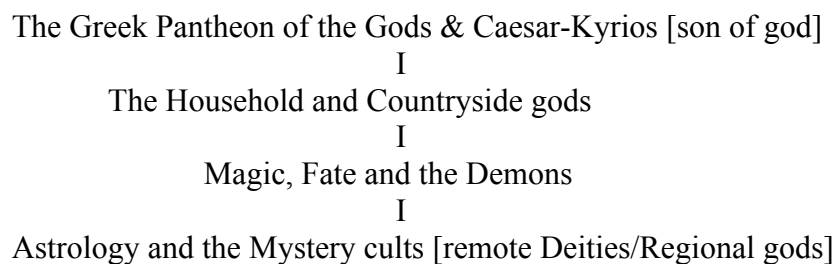 The Greek Pantheon of the Gods & Caesar-Kyrios [son of god]
I
The Household and Countryside gods
I
Magic, Fate and the Demons
I
Astrology and the Mystery cults [remote Deities/Regional gods]